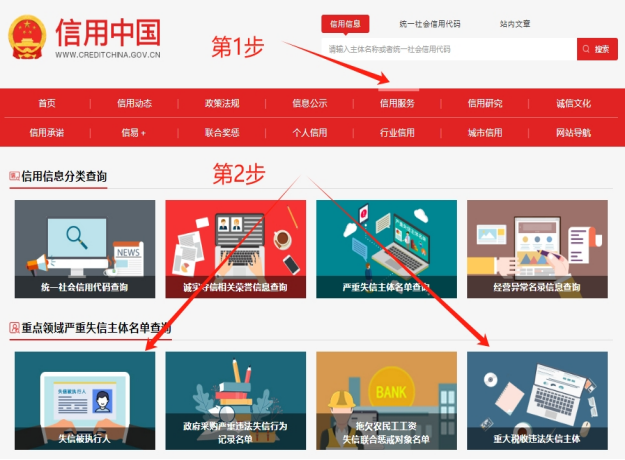 信用信息 统一社会信用代码 站内文章
信用中国
WWW.CREDITCHINA.GOV.CN
第1步
请输入主体名称或者统一社会信用代码 搜索
首页 信用动态 政策法规 信息公示 信用服务 信用研究 诚信文化
信用承诺 信易+ 联合奖惩 个人信用 行业信用 城市信用 网站导航
第2步
信用信息分类查询
NEWS
统一社会信用代码查询 诚实守信相关荣誉信息查询 严重失信主体名单查询 经营异常名录信息查询
重点领域严重失信主体名单查询
失信被执行人
BANK
失信被执行人
政府采购严重违法失信行为
记录名单
拖欠农民工工资
失信联合惩戒对象名单
重大税收违法失信主体